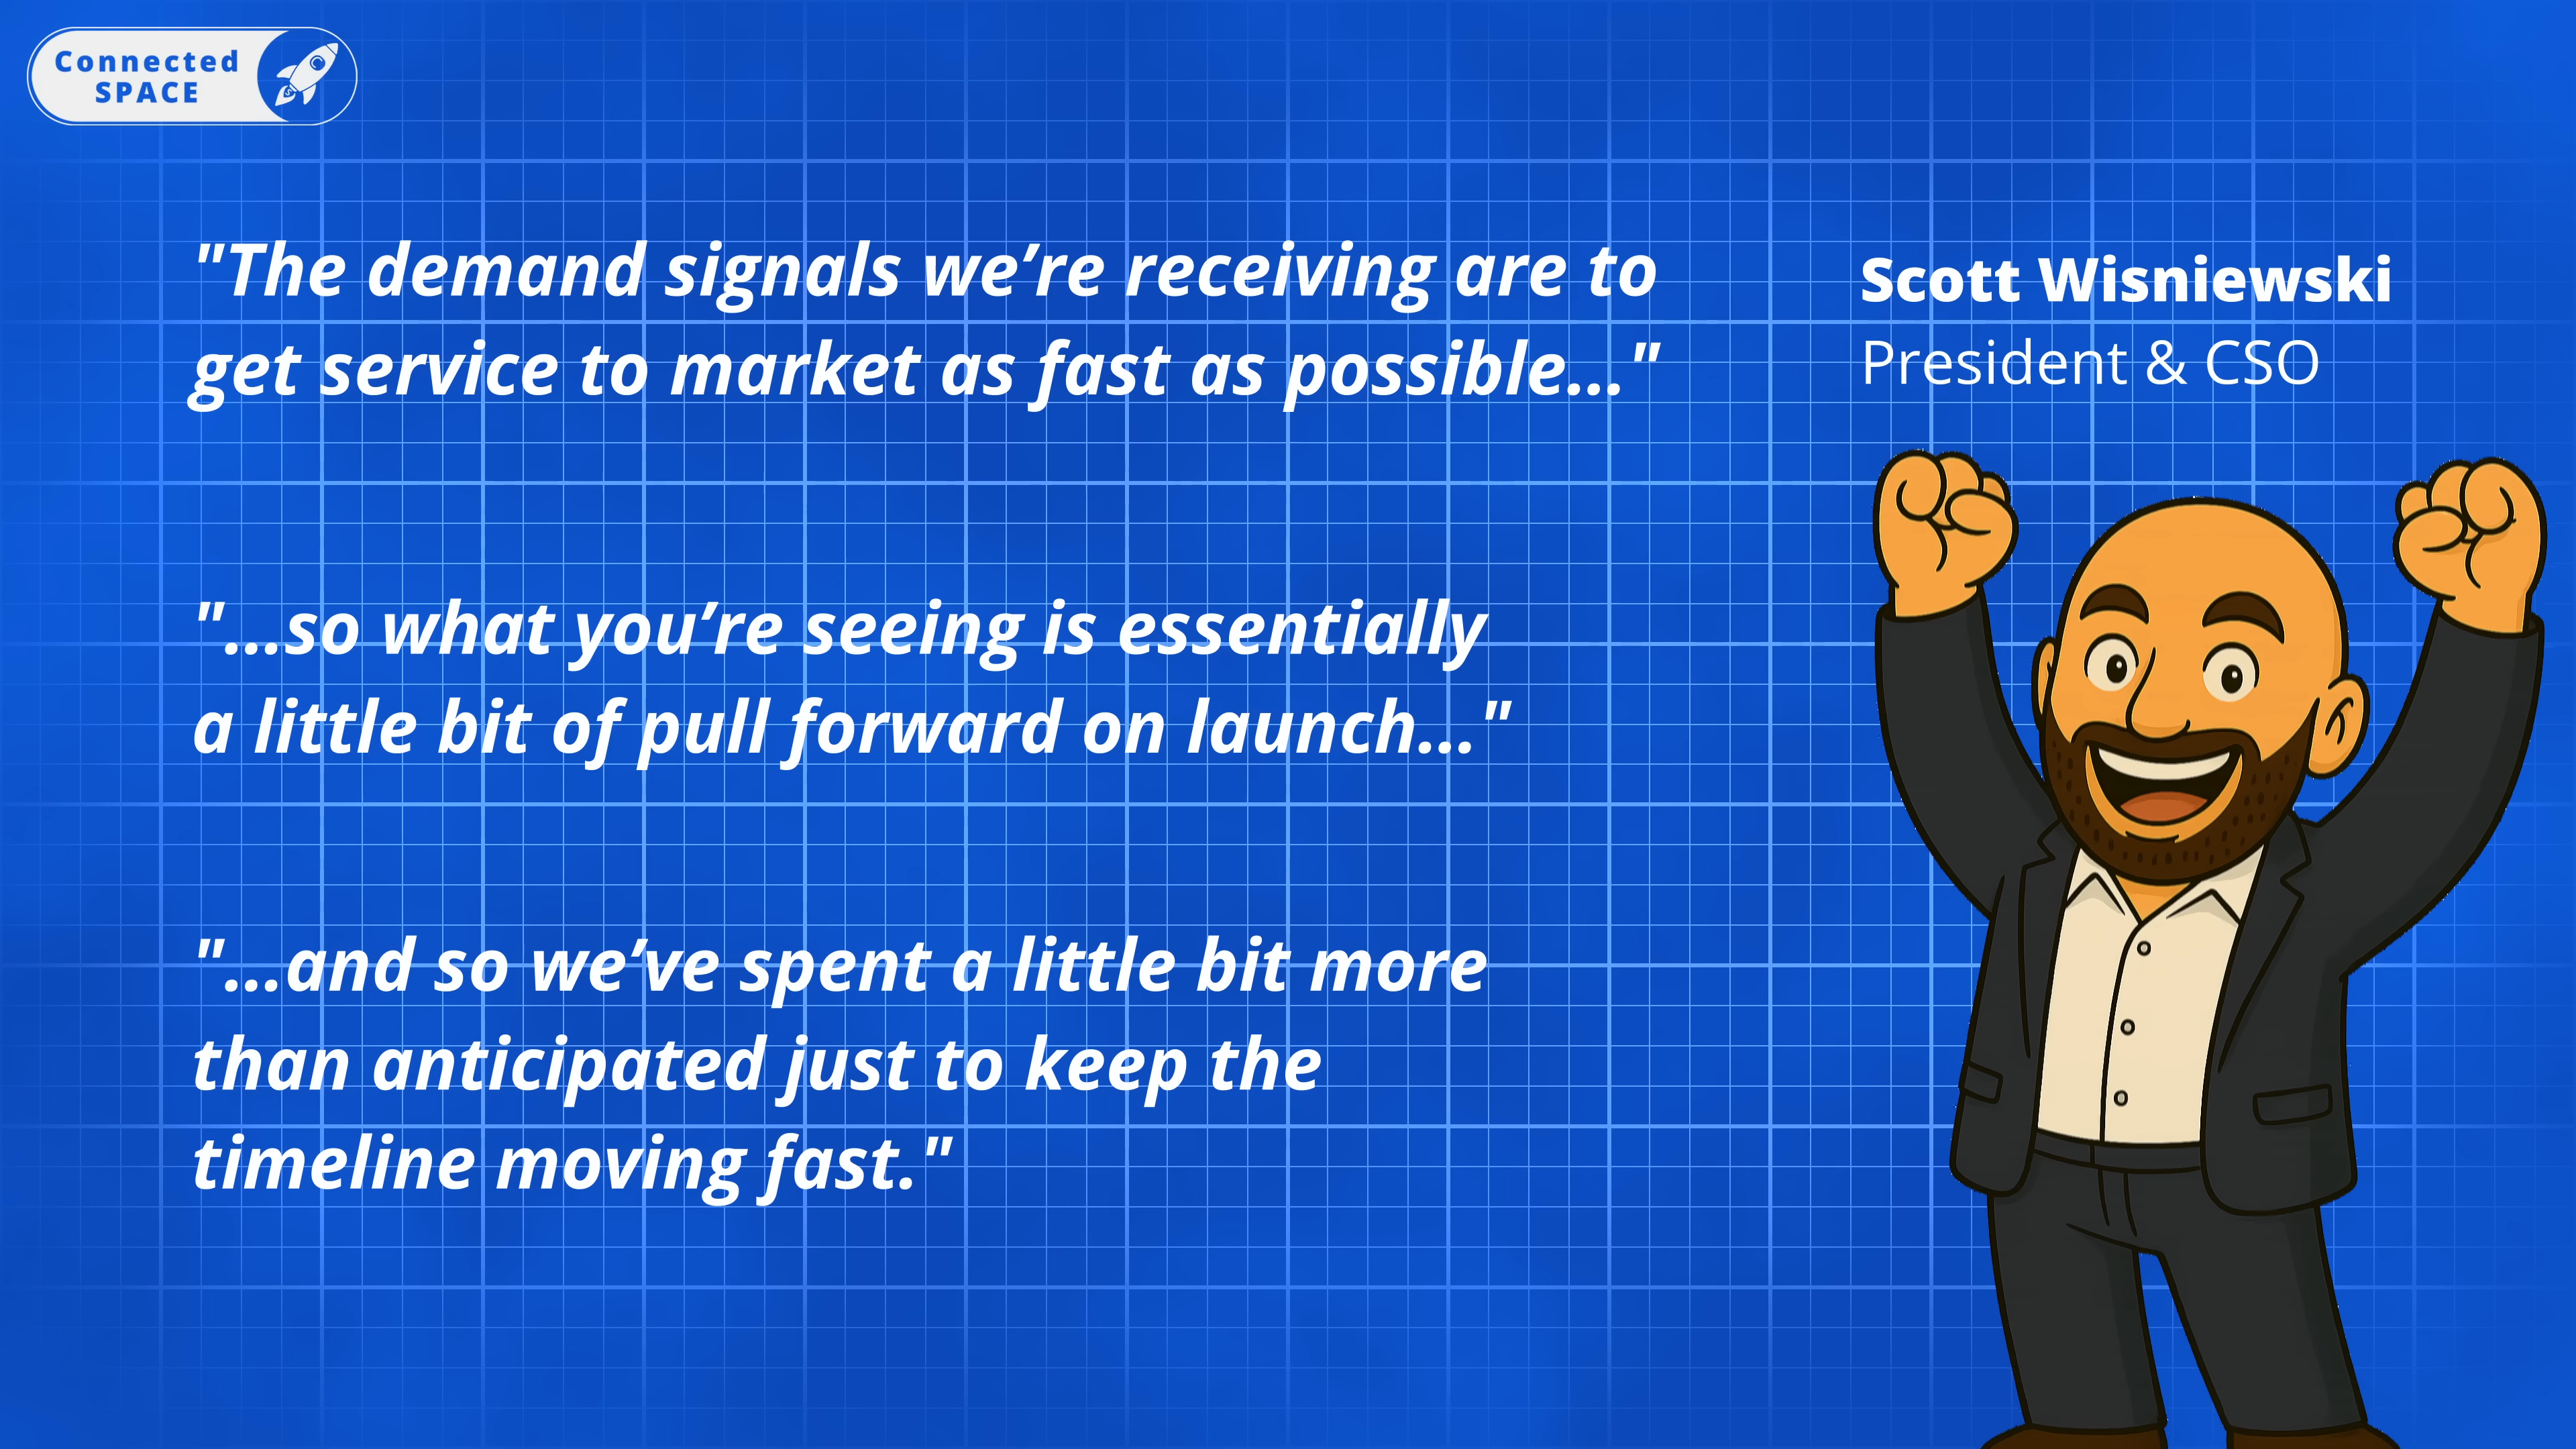 Connected
SPACE
"The demand signals we’re receiving are to
get service to market as fast as possible..."
Scott Wisniewski
President & CSO
"...so what you’re seeing is essentially
a little bit of pull forward on launch..."
"...and so we’ve spent a little bit more
than anticipated just to keep the
timeline moving fast."